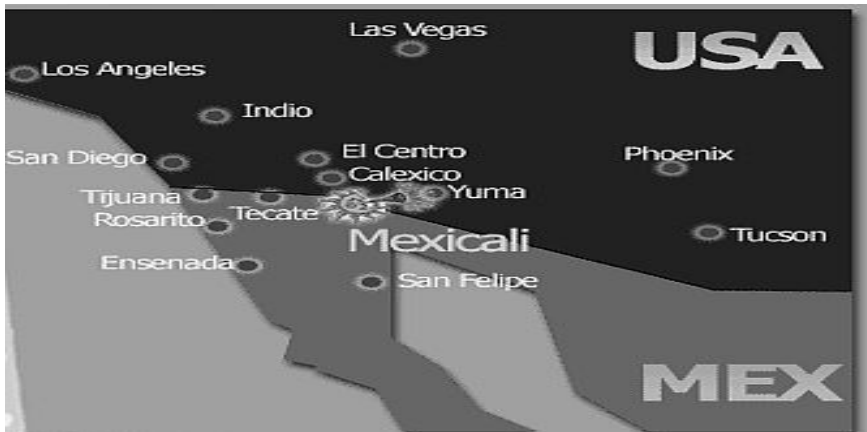 Las Vegas
USA
Los Angeles
Indio
San Diego
El Centro
Phoenix
Calexico
Tijuana
Yuma
Rosarito
Tecate
Mexicali
Tucson
Ensenada
San Felipe
MEX